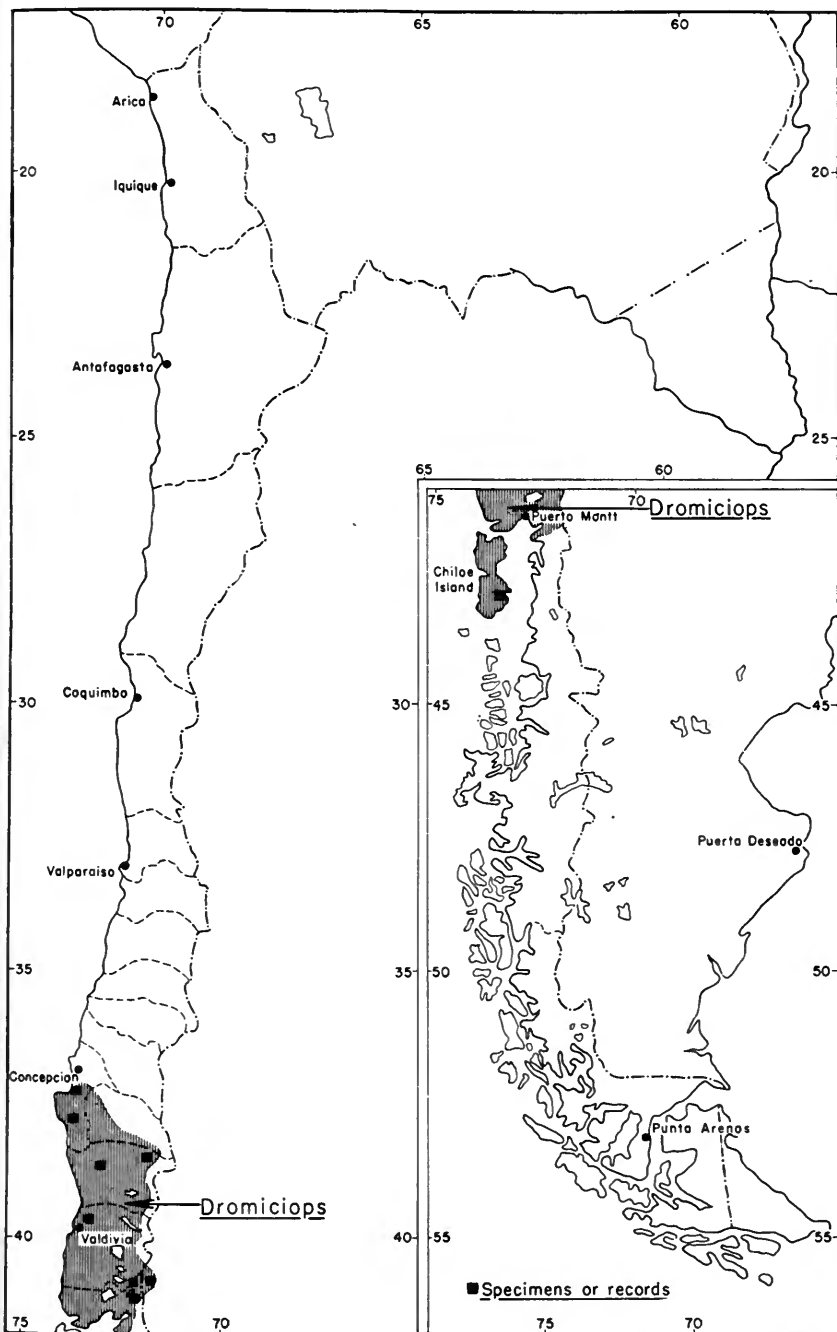 70
65
60
Arica
20
20
Iquique
Antofagasta
25
25
65
60
75
70
Puerto Mantt
Dromiciops
Chiloe
Island
Coquimbo
30
45
45
Puerta Deseado
Valparaiso
35
35
50
50
Concepcion
Punta Arenas
Dromiciops
40
40
55
55
Valdivia
Specimens or records
75
70
75
70